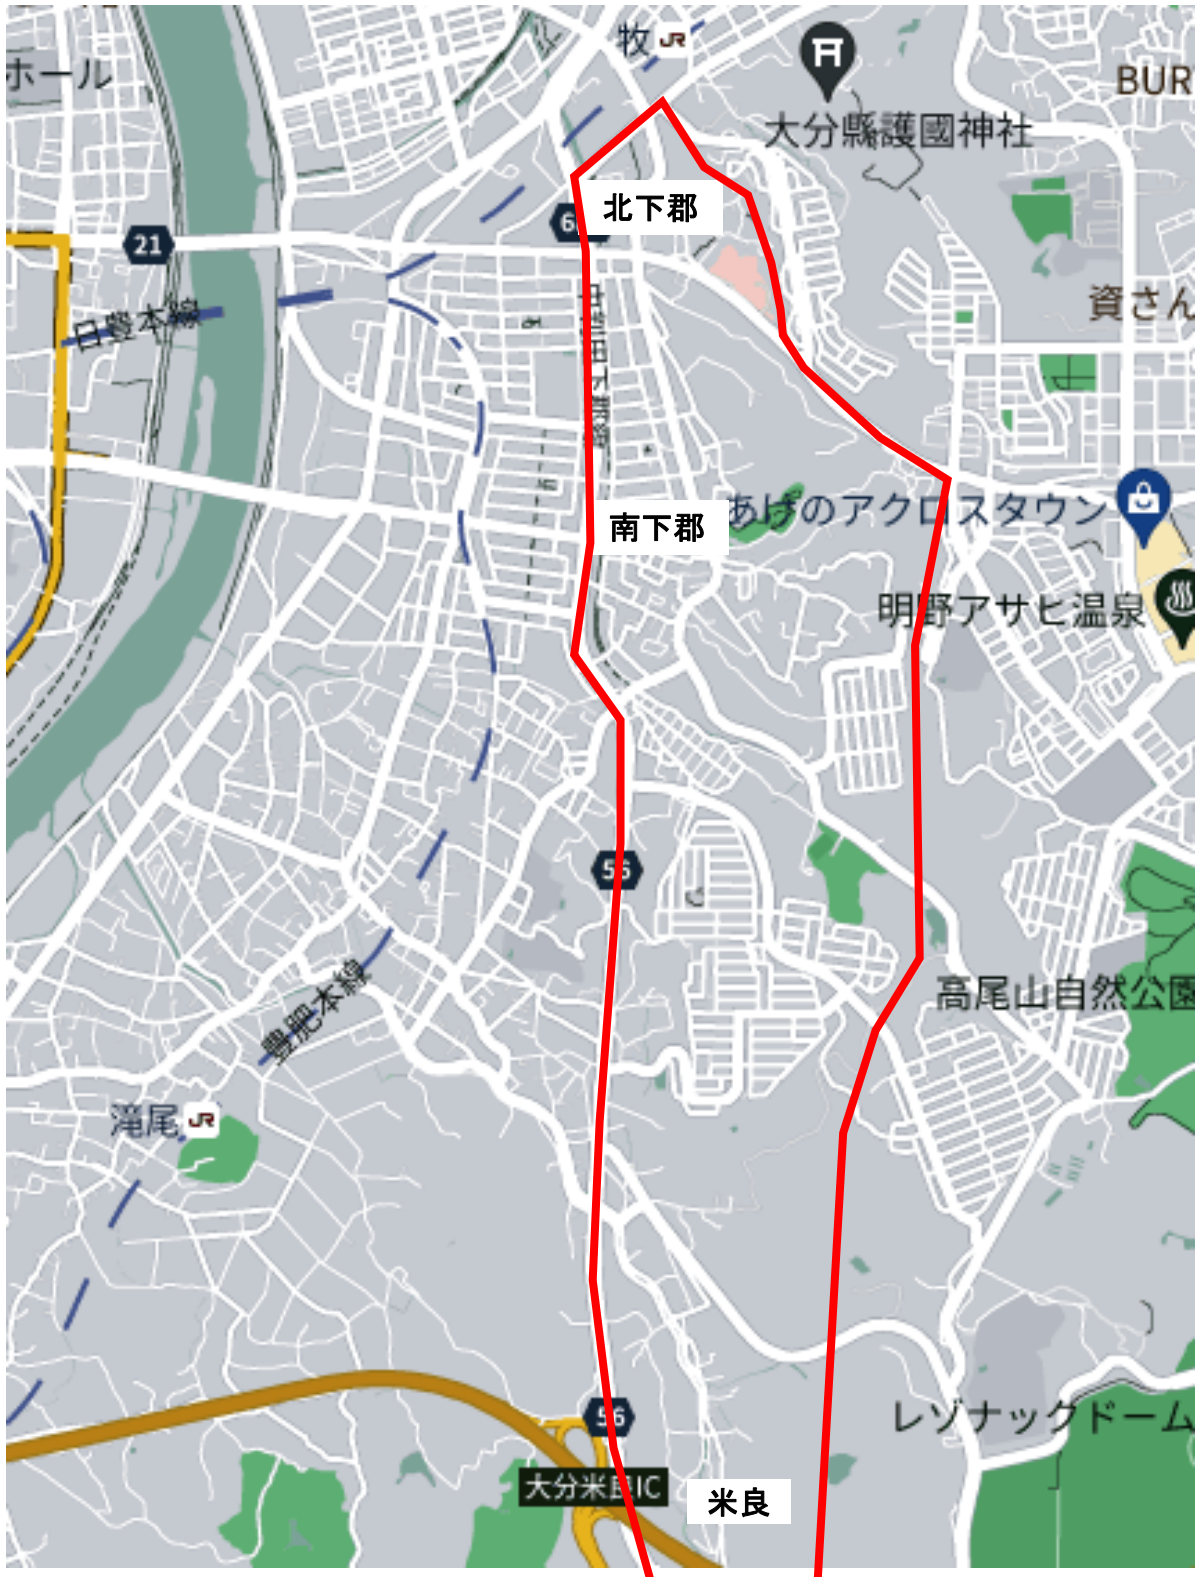 牧 JR
ホール
BUR
大分縣護國神社
北下郡
21
資さん
日豊本線
あけのアクロスタウン
南下郡
明野アサヒ温泉
56
高尾山自然公園
豊肥本線
滝尾 JR
レゾナックドーム
56
大分米良IC
米良